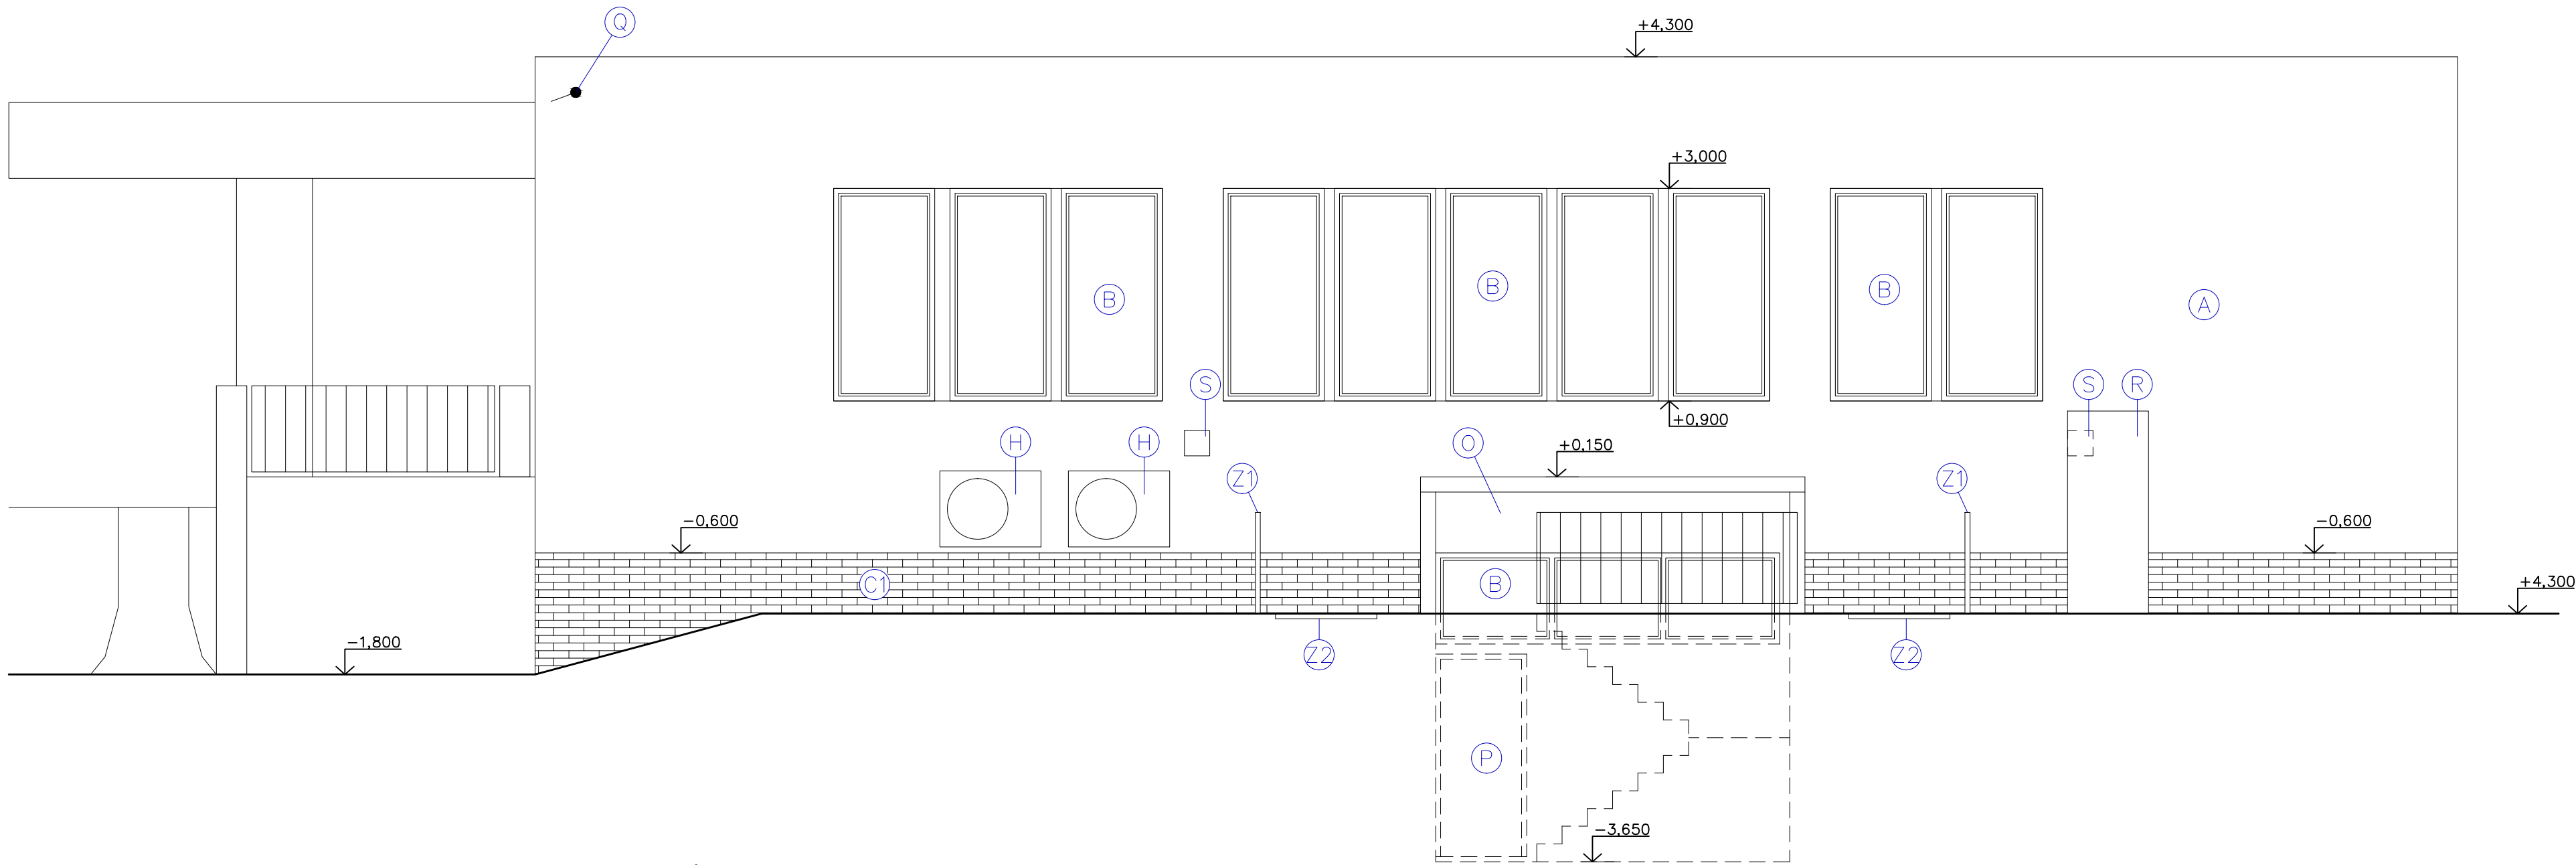 Q
+4,300
+3,000
B
B
B
A
S
S
R
+0,900
H
H
O
+0,150
Z1
Z1
-0,600
-0,600
C1
B
+4,300
-1,800
Z2
Z2
P
-3,650